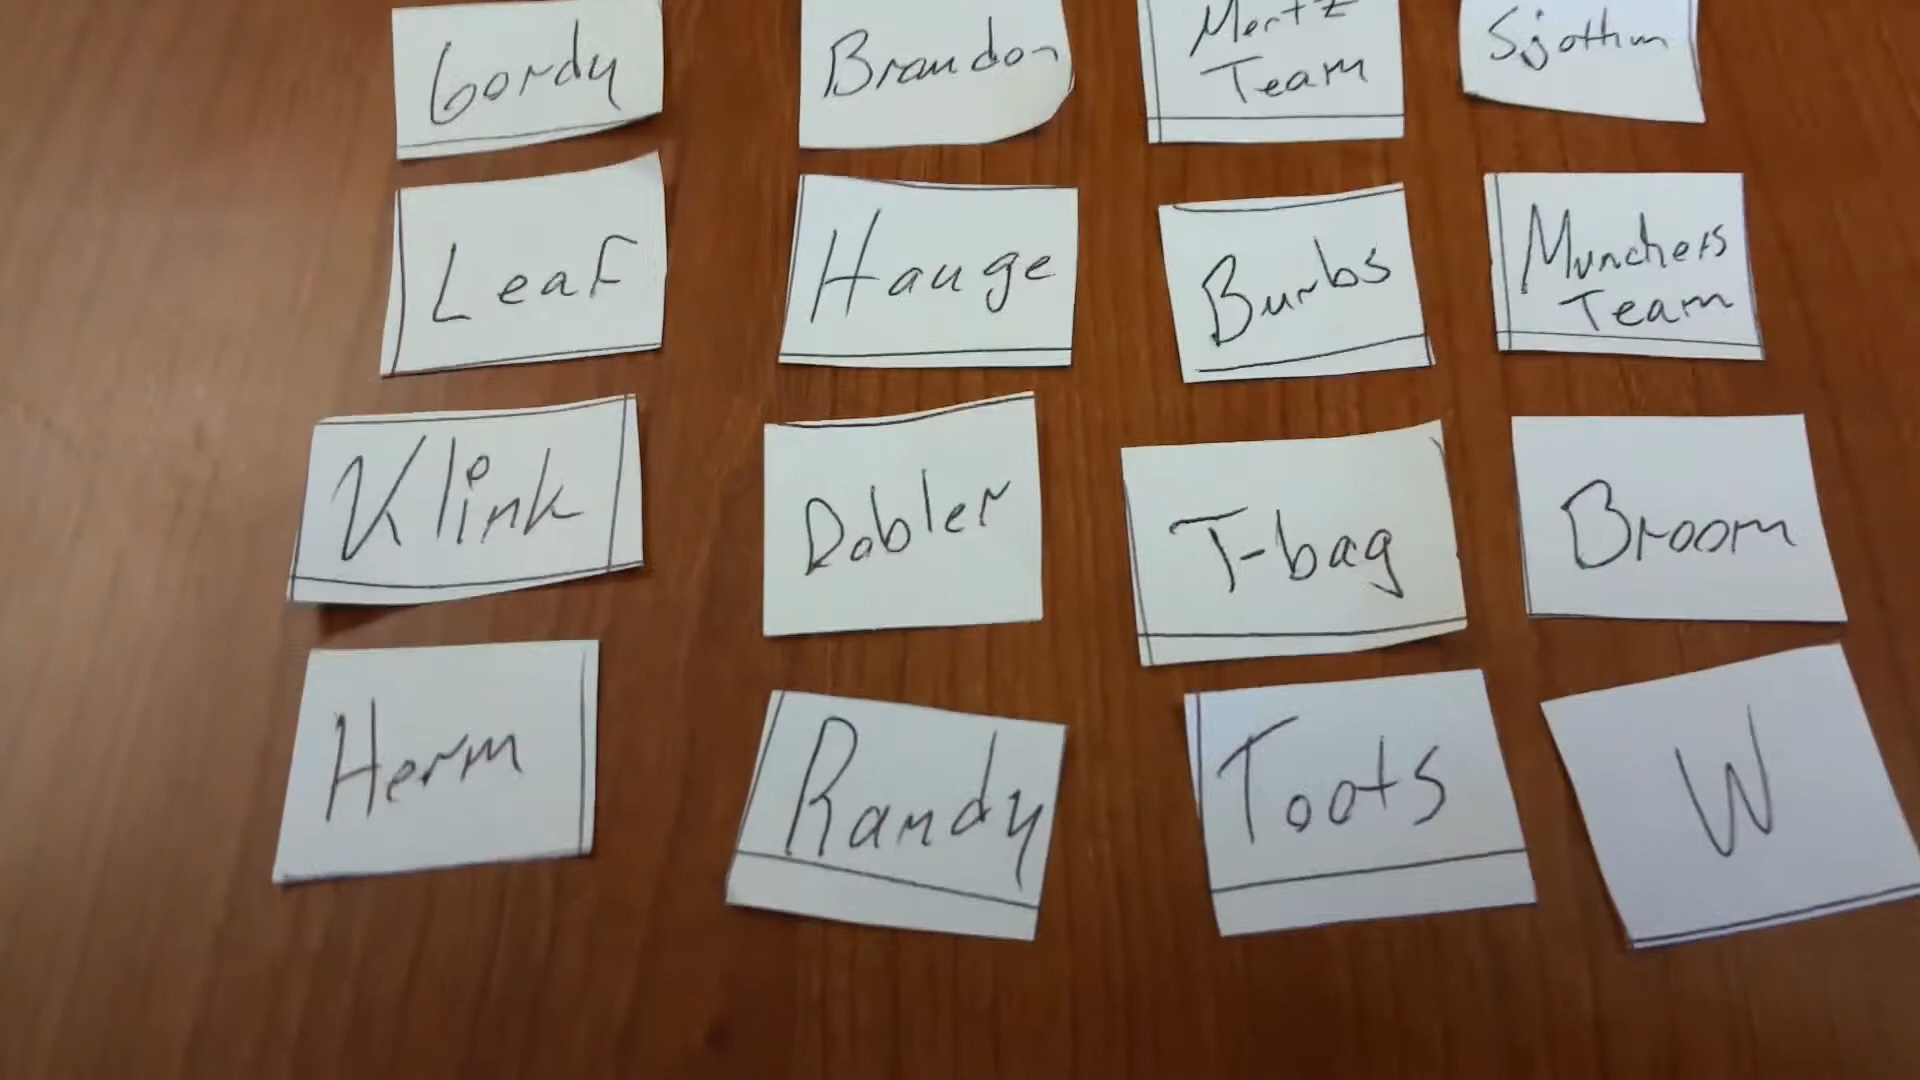 Gordy
Brandon
Mertz
Team
Sjothun
Leaf
Hauge
Burbs
Munchers
Team
Klink
Dobler
T-bag
Broom
Herm
Randy
Toots
W